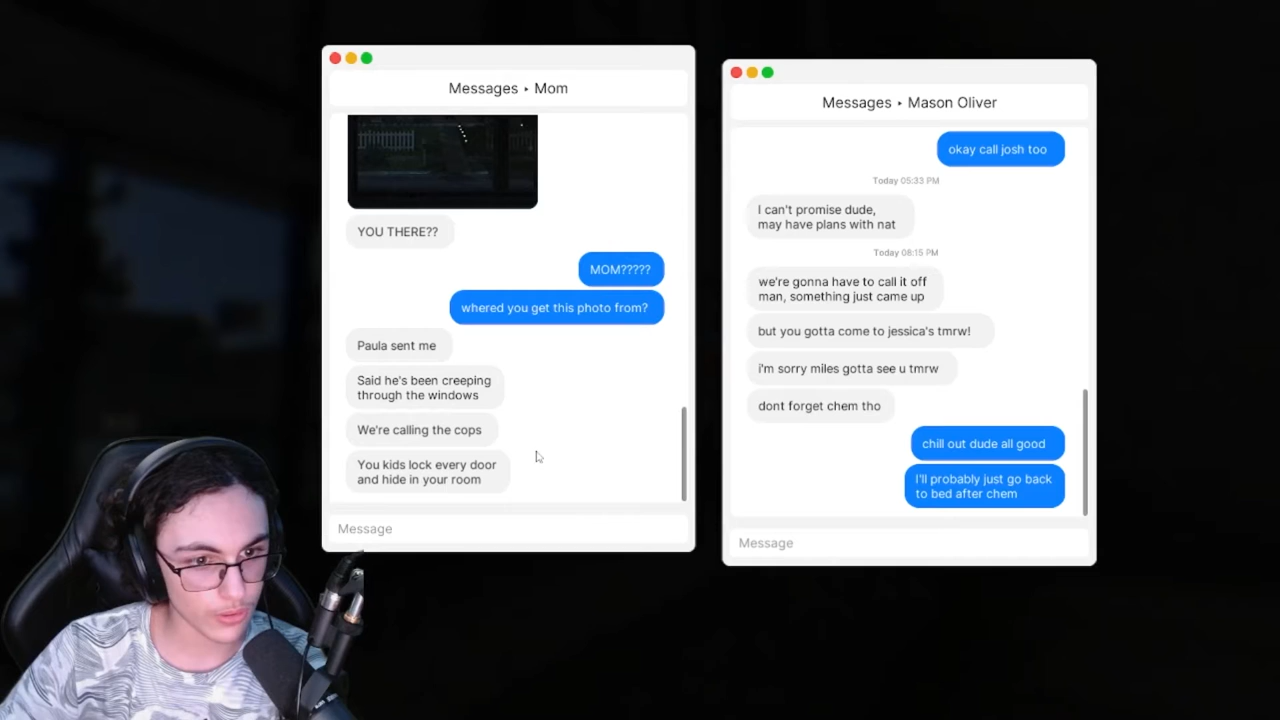 Messages ‣ Mom
YOU THERE??
MOM?????
whered you get this photo from?
Paula sent me
Said he's been creeping
through the windows
We're calling the cops
You kids lock every door
and hide in your room
Message
Messages ‣ Mason Oliver
okay call josh too
Today 05:33 PM
I can't promise dude,
may have plans with nat
Today 08:15 PM
we're gonna have to call it off
man, something just came up
but you gotta come to jessica's tmrw!
i'm sorry miles gotta see u tmrw
dont forget chem tho
chill out dude all good
I'll probably just go back
to bed after chem
Message